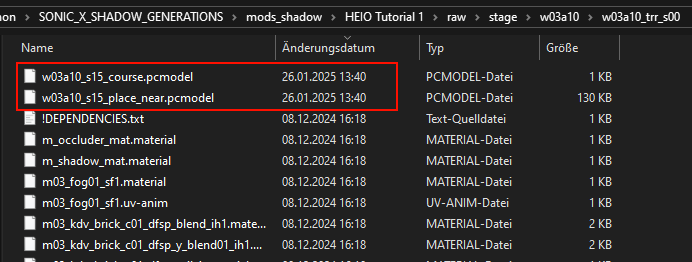 non › SONIC_X_SHADOW_GENERATIONS › mods_shadow › HEIO Tutorial 1 › raw › stage › w03a10 › w03a10_trr_s00
Name Änderungsdatum Typ Größe
w03a10_s15_course.pcmodel 26.01.2025 13:40 PCMODEL-Datei 1 KB
w03a10_s15_place_near.pcmodel 26.01.2025 13:40 PCMODEL-Datei 130 KB
!DEPENDENCIES.txt 08.12.2024 16:18 Text-Quelldatei 1 KB
m_occluder_mat.material 08.12.2024 16:18 MATERIAL-Datei 1 KB
m_shadow_mat.material 08.12.2024 16:18 MATERIAL-Datei 1 KB
m03_fog01_sf1.material 08.12.2024 16:18 MATERIAL-Datei 1 KB
m03_fog01_sf1.uv-anim 08.12.2024 16:18 UV-ANIM-Datei 1 KB
m03_kdv_brick_c01_dfsp_blend_ih1.mate... 08.12.2024 16:18 MATERIAL-Datei 2 KB
m03_kdv_brick_c01_dfsp_y_blend01_ih1.... 08.12.2024 16:18 MATERIAL-Datei 2 KB